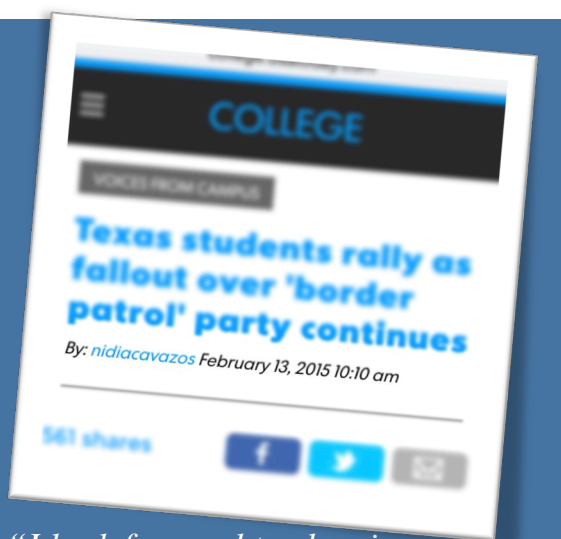 COLLEGE
VOICES FROM CAMPUS
Texas students rally as
fallout over 'border
patrol' party continues
By: nidiacavazos February 13, 2015 10:10 am
561 shares